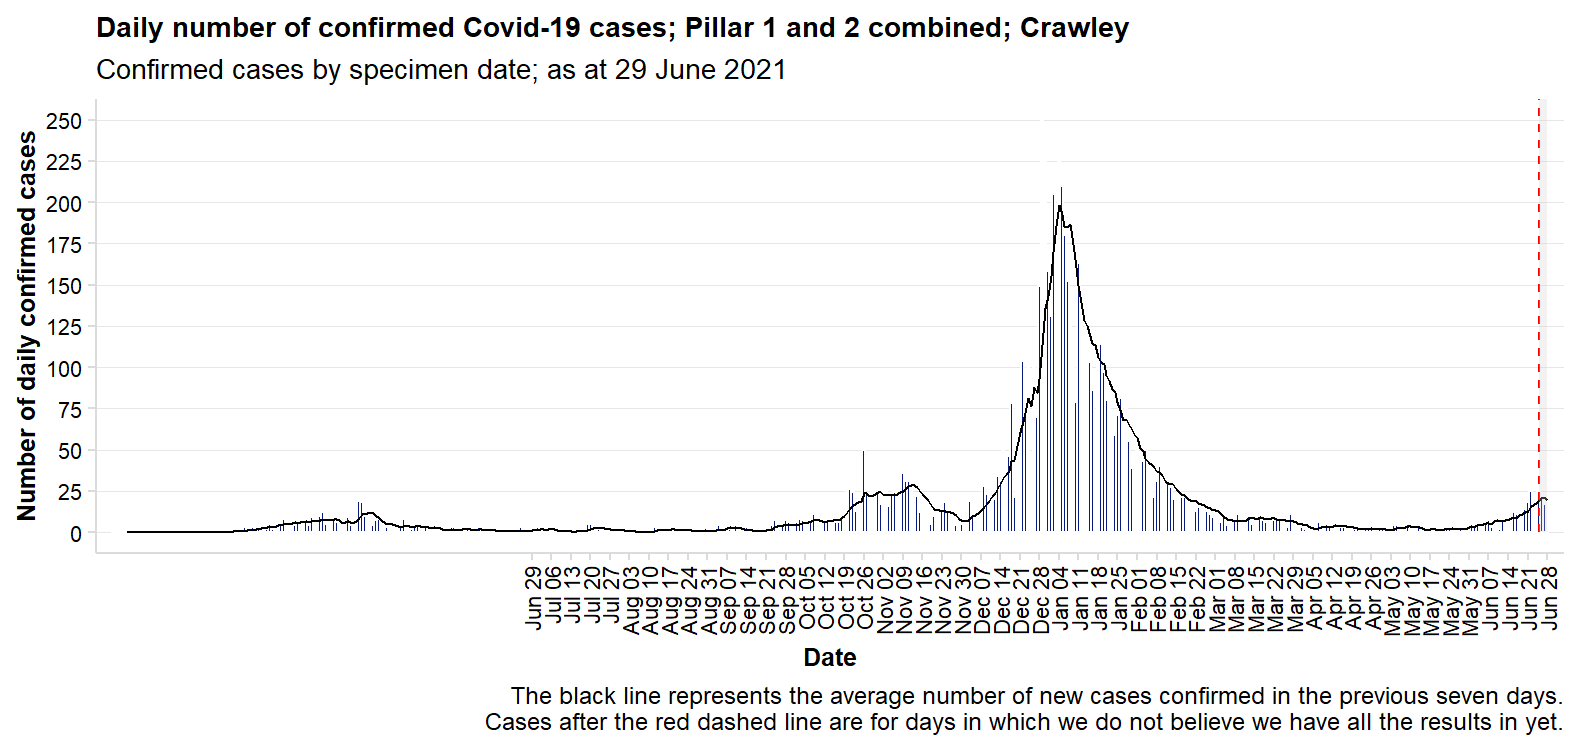 Daily number of confirmed Covid-19 cases; Pillar 1 and 2 combined; Crawley
Confirmed cases by specimen date; as at 29 June 2021
Number of daily confirmed cases
250
225
200
175
150
125
100
75
50
25
0
Jun 29
Jul 06
Jul 13
Jul 20
Jul 27
Aug 03
Aug 10
Aug 17
Aug 24
Aug 31
Sep 07
Sep 14
Sep 21
Sep 28
Oct 05
Oct 12
Oct 19
Oct 26
Nov 02
Nov 09
Nov 16
Nov 23
Nov 30
Dec 07
Dec 14
Dec 21
Dec 28
Jan 04
Jan 11
Jan 18
Jan 25
Feb 01
Feb 08
Feb 15
Feb 22
Mar 01
Mar 08
Mar 15
Mar 22
Mar 29
Apr 05
Apr 12
Apr 19
Apr 26
May 03
May 10
May 17
May 24
May 31
Jun 07
Jun 14
Jun 21
Jun 28
Date
The black line represents the average number of new cases confirmed in the previous seven days.
Cases after the red dashed line are for days in which we do not believe we have all the results in yet.